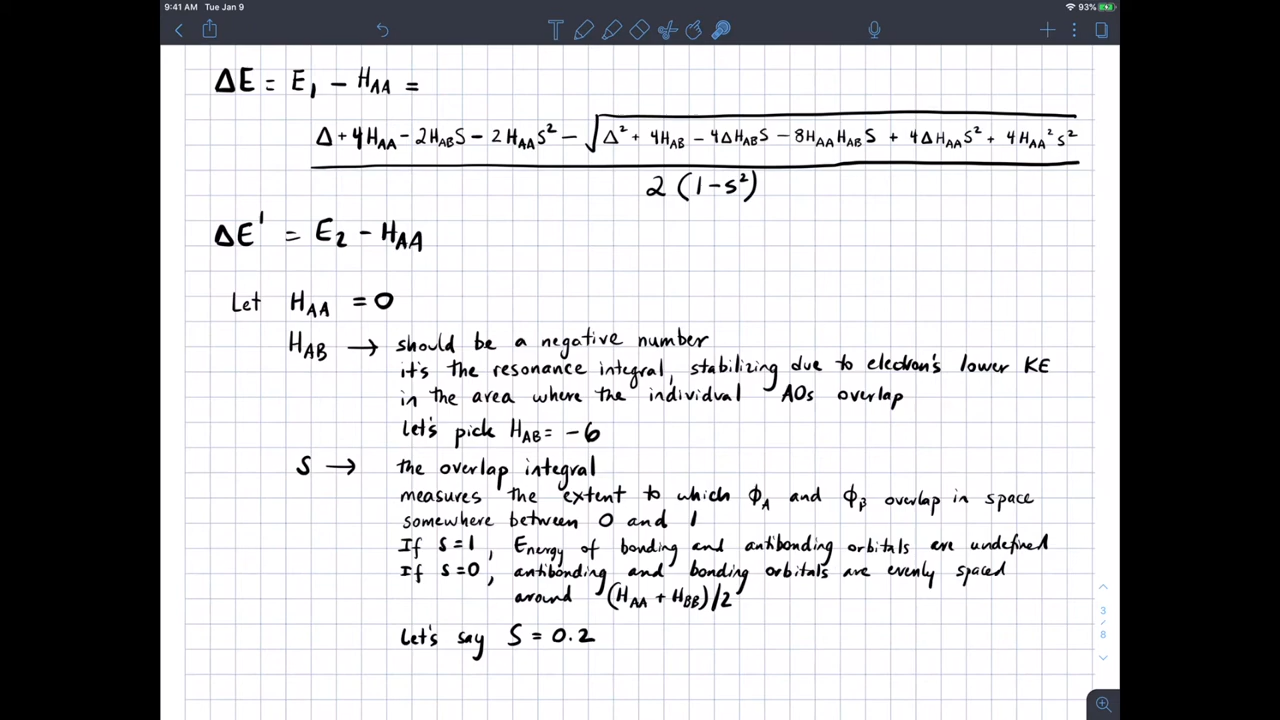 9:41 AM Tue Jan 9
93%
ΔE = E₁ − H_AA =
Δ + 4H_AA − 2H_AB S − 2H_AA S² − √(Δ² + 4H_AB − 4ΔH_AB S − 8H_AA H_AB S + 4ΔH_AA S² + 4H_AA² S²)
2 (1−S²)
ΔE' = E₂ − H_AA
Let H_AA = 0
H_AB → should be a negative number
it's the resonance integral, stabilizing due to electron's lower KE
in the area where the individual AOs overlap
Let's pick H_AB = −6
S → the overlap integral
measures the extent to which ϕ_A and ϕ_B overlap in space
somewhere between 0 and 1
If S=1, Energy of bonding and antibonding orbitals are undefined
If S=0, antibonding and bonding orbitals are evenly spaced
around (H_AA + H_BB)/2
Let's say S = 0.2
3
/
8